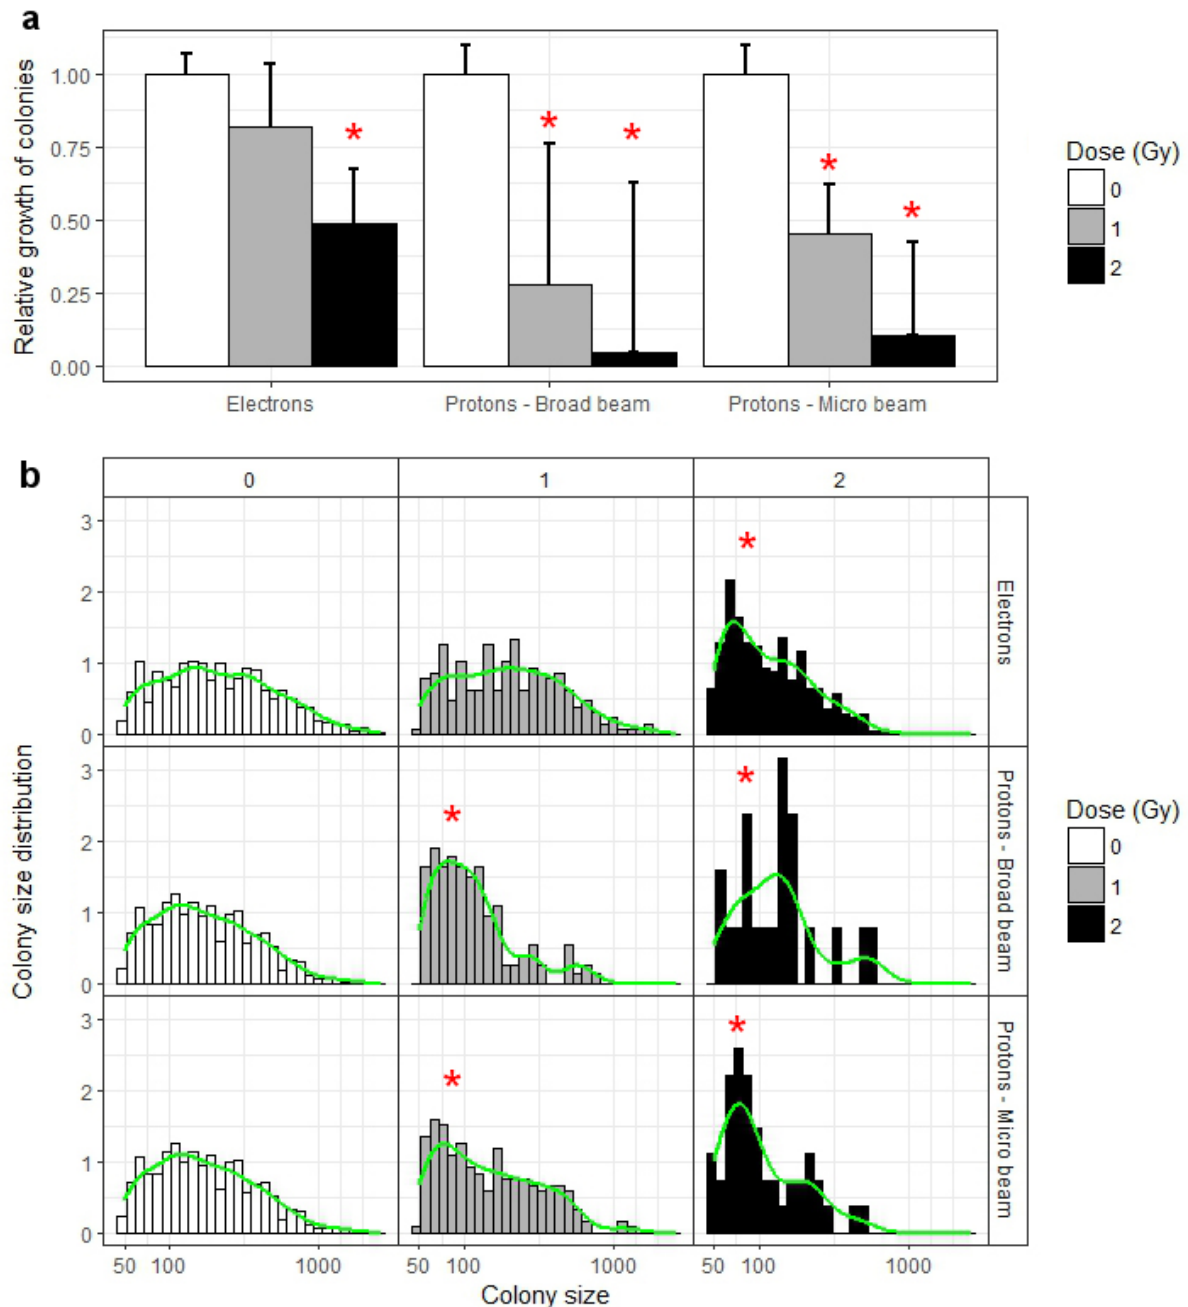 a
Relative growth of colonies
1.00
0.75
0.50
0.25
0.00
*
* *
* *
Electrons
Protons - Broad beam
Protons - Micro beam
Dose (Gy)
0
1
2
b
0 1 2
Colony size distribution
3
2
1
0
*
Electrons
3
2
1
0
* *
Protons - Broad beam
3
2
1
0
* *
Protons - Micro beam
50 100 1000 50 100 1000 50 100 1000
Colony size
Dose (Gy)
0
1
2